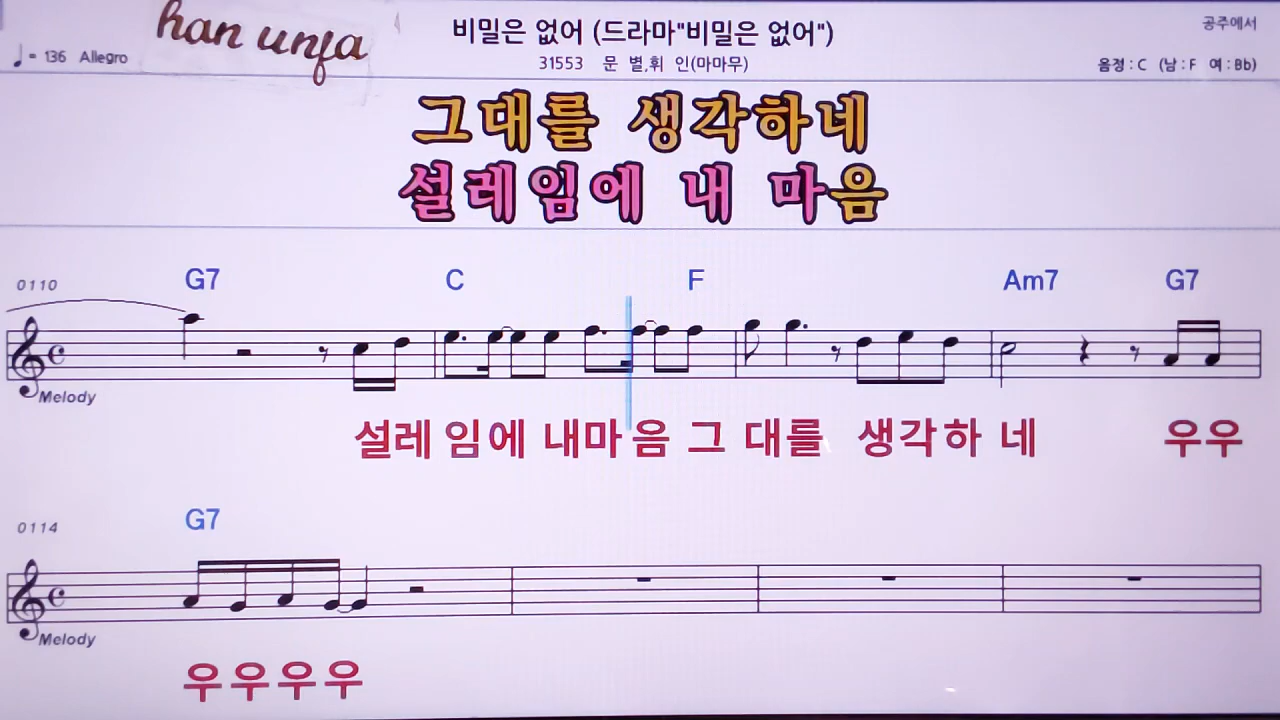 han unja
비밀은 없어 (드라마"비밀은 없어")
공주에서
♩= 136 Allegro
31553 문 별,휘 인(마마무)
음정 : C (남 : F 여 : Bb)
그대를 생각하네
설레임에 내 마음
0110 G7 C F Am7 G7
Melody
설레 임에 내마 음 그 대를 생각하 네 우우
0114 G7
Melody
우우우우